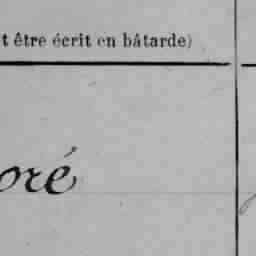 t être écrit en bâtarde)
oré